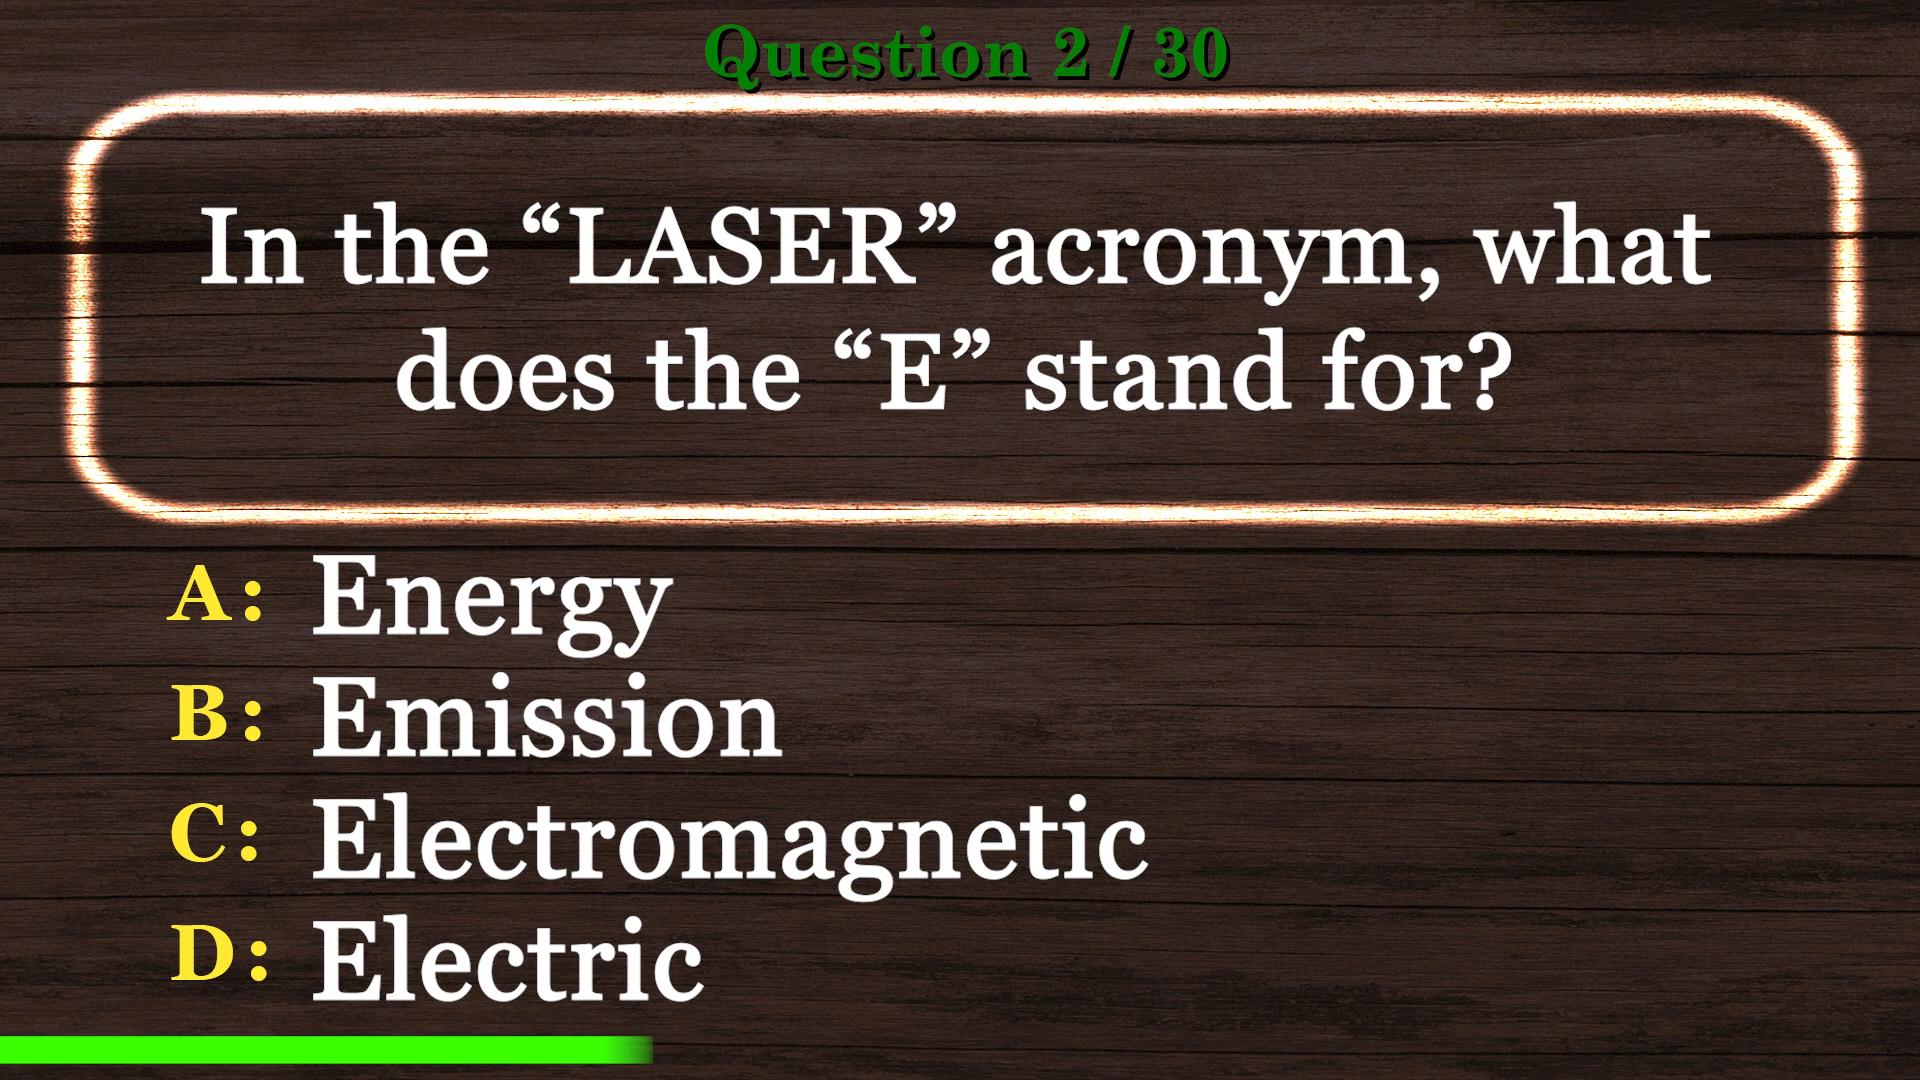 Question 2 / 30
In the “LASER” acronym, what
does the “E” stand for?
A: Energy
B: Emission
C: Electromagnetic
D: Electric